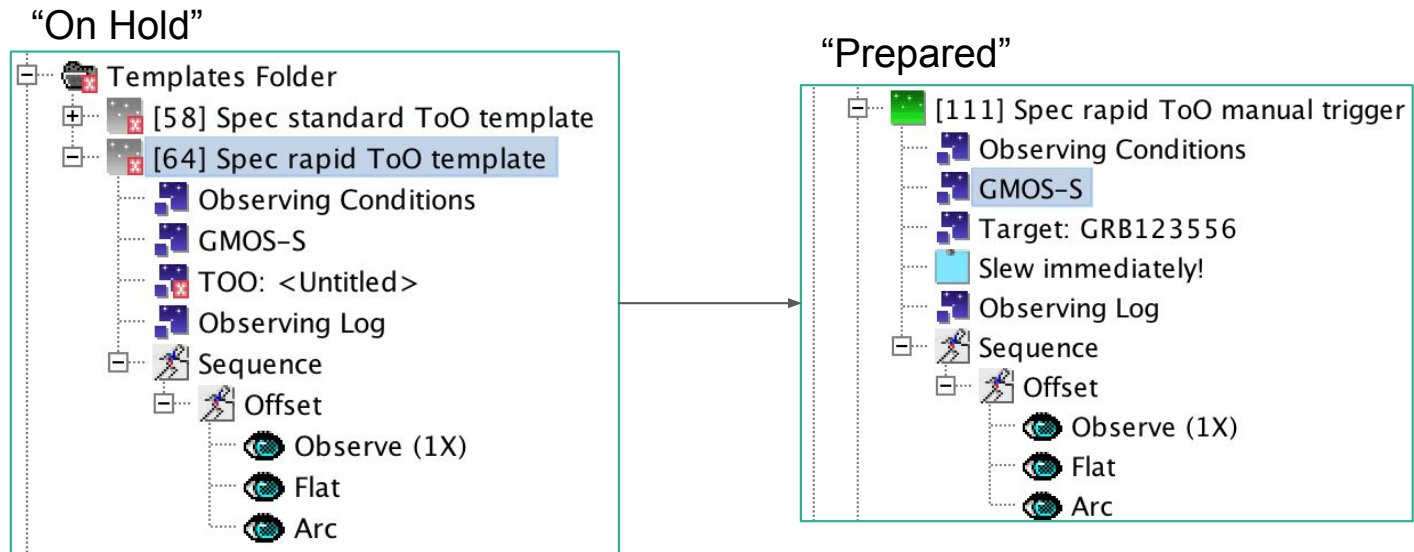 “On Hold”
Templates Folder
[58] Spec standard ToO template
[64] Spec rapid ToO template
Observing Conditions
GMOS-S
TOO: <Untitled>
Observing Log
Sequence
Offset
Observe (1X)
Flat
Arc
“Prepared”
[111] Spec rapid ToO manual trigger
Observing Conditions
GMOS-S
Target: GRB123556
Slew immediately!
Observing Log
Sequence
Offset
Observe (1X)
Flat
Arc